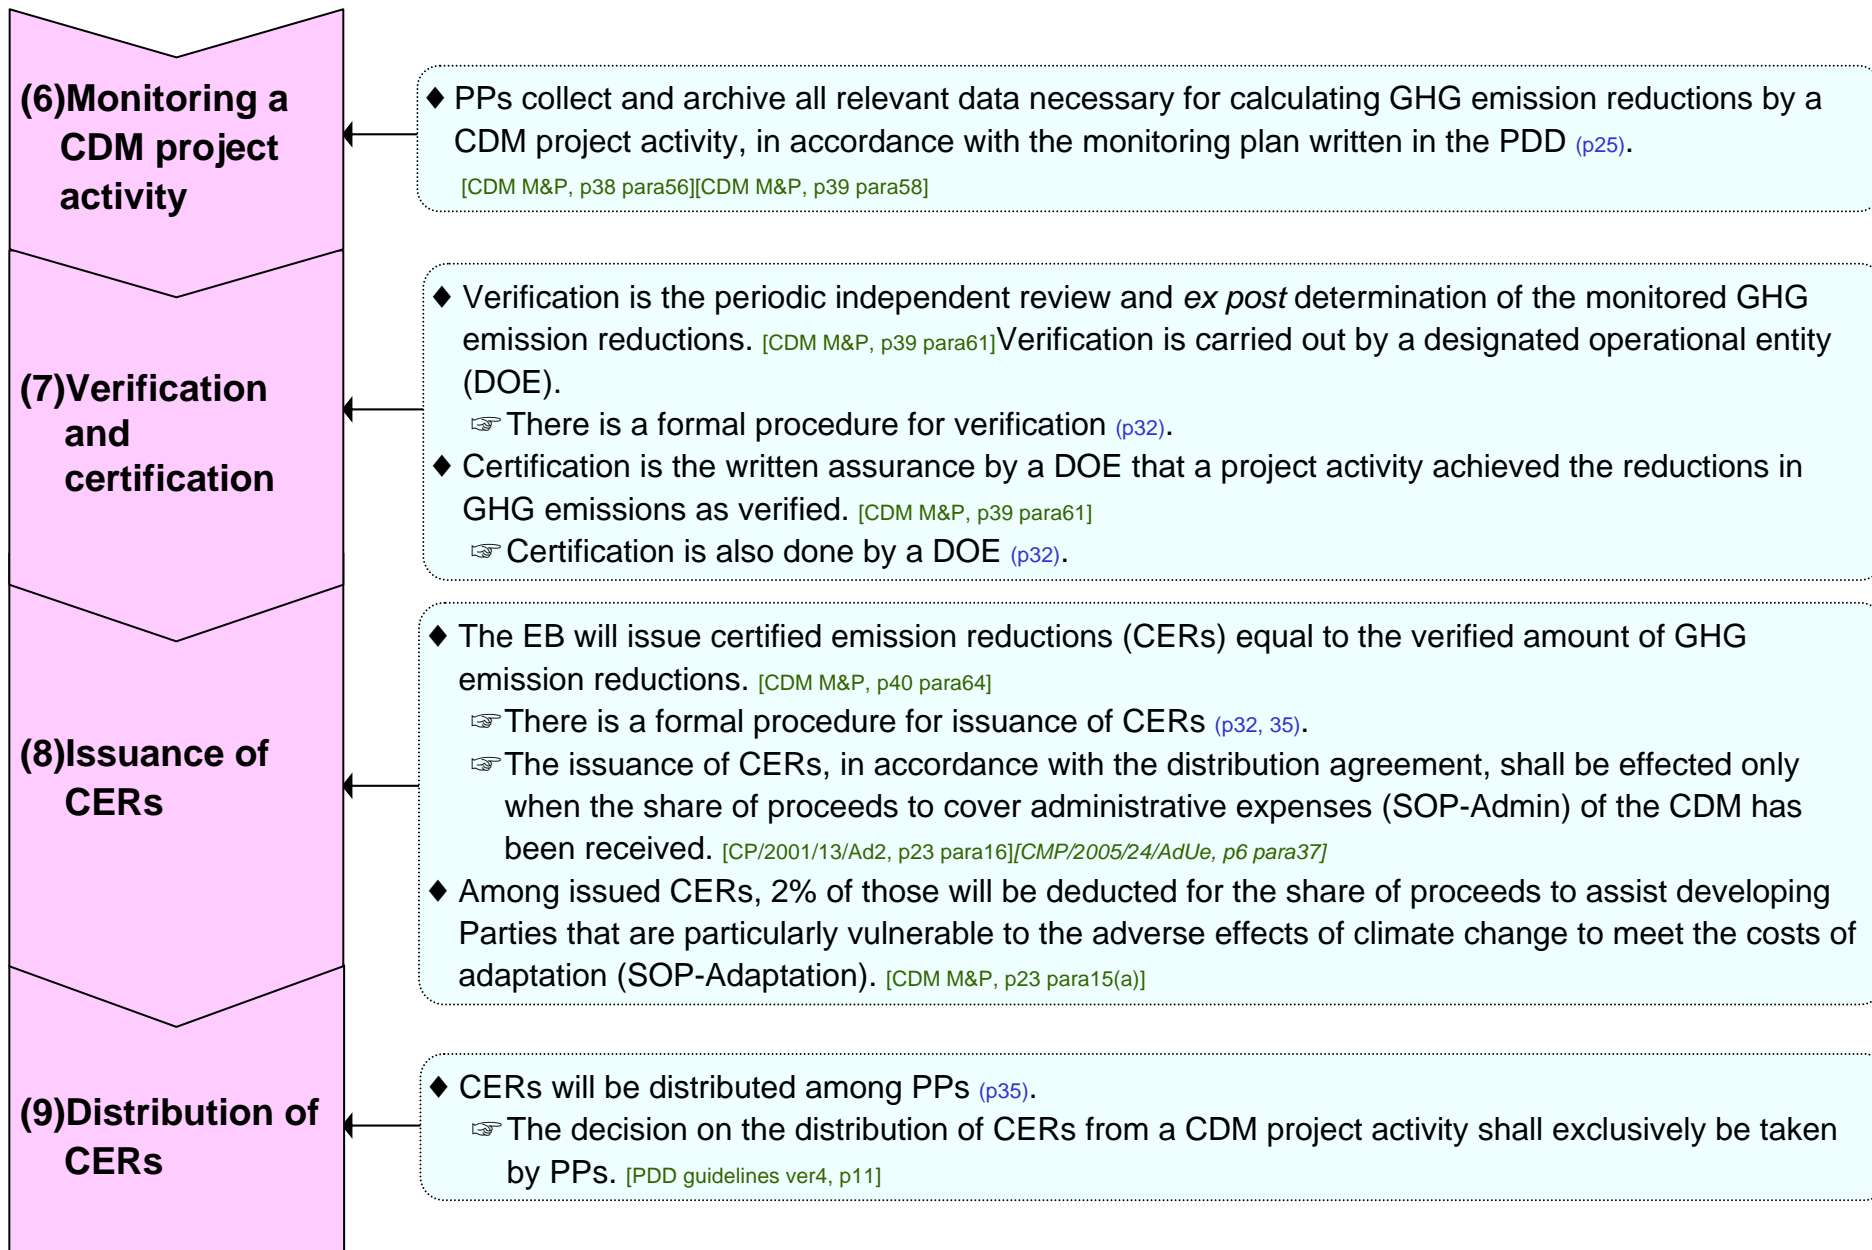 (6)Monitoring a
CDM project
activity
♦ PPs collect and archive all relevant data necessary for calculating GHG emission reductions by a
CDM project activity, in accordance with the monitoring plan written in the PDD (p25).
[CDM M&P, p38 para56][CDM M&P, p39 para58]
(7)Verification
and
certification
♦ Verification is the periodic independent review and ex post determination of the monitored GHG
emission reductions. [CDM M&P, p39 para61]Verification is carried out by a designated operational entity
(DOE).
☞There is a formal procedure for verification (p32).
♦ Certification is the written assurance by a DOE that a project activity achieved the reductions in
GHG emissions as verified. [CDM M&P, p39 para61]
☞Certification is also done by a DOE (p32).
(8)Issuance of
CERs
♦ The EB will issue certified emission reductions (CERs) equal to the verified amount of GHG
emission reductions. [CDM M&P, p40 para64]
☞There is a formal procedure for issuance of CERs (p32, 35).
☞The issuance of CERs, in accordance with the distribution agreement, shall be effected only
when the share of proceeds to cover administrative expenses (SOP-Admin) of the CDM has
been received. [CP/2001/13/Ad2, p23 para16][CMP/2005/24/AdUe, p6 para37]
♦ Among issued CERs, 2% of those will be deducted for the share of proceeds to assist developing
Parties that are particularly vulnerable to the adverse effects of climate change to meet the costs of
adaptation (SOP-Adaptation). [CDM M&P, p23 para15(a)]
(9)Distribution of
CERs
♦ CERs will be distributed among PPs (p35).
☞The decision on the distribution of CERs from a CDM project activity shall exclusively be taken
by PPs. [PDD guidelines ver4, p11]